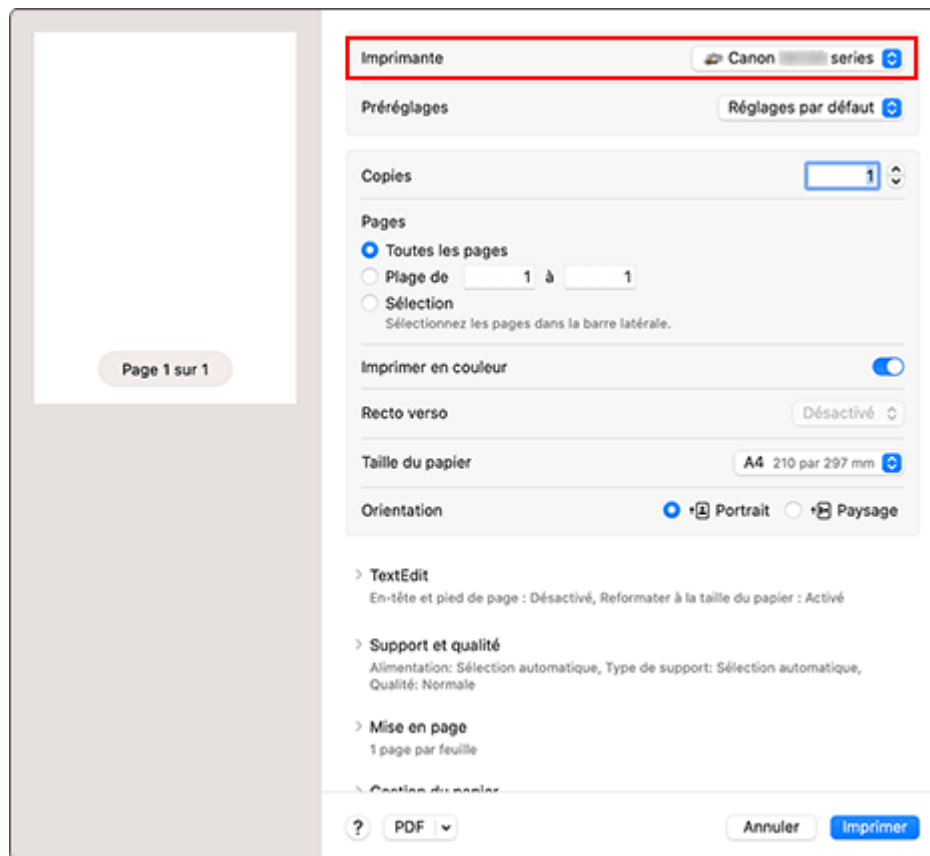 Imprimante
Canon series
Préréglages
Réglages par défaut
Copies
1
Pages
Toutes les pages
Plage de 1 à 1
Sélection
Sélectionnez les pages dans la barre latérale.
Page 1 sur 1
Imprimer en couleur
Recto verso
Désactivé
Taille du papier
A4 210 par 297 mm
Orientation
Portrait
Paysage
TextEdit
En-tête et pied de page : Désactivé, Reformater à la taille du papier : Activé
Support et qualité
Alimentation: Sélection automatique, Type de support: Sélection automatique,
Qualité: Normale
Mise en page
1 page par feuille
Gestion du papier
? PDF
Annuler
Imprimer